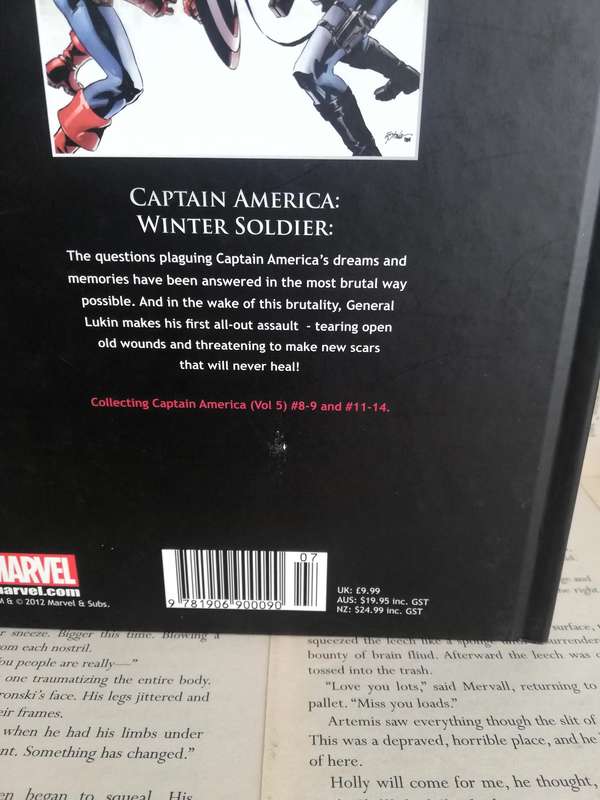 CAPTAIN AMERICA:
WINTER SOLDIER:
The questions plaguing Captain America's dreams and
memories have been answered in the most brutal way
possible. And in the wake of this brutality, General
Lukin makes his first all-out assault - tearing open
old wounds and threatening to make new scars
that will never heal!
Collecting Captain America (Vol 5) #8-9 and #11-14.
MARVEL
marvel.com
& © 2012 Marvel & Subs.
07
9 781906 900090
UK: £9.99
AUS: $19.95 inc. GST
NZ: $24.99 inc. GST
sneeze. Bigger this time. Blowing a
from each nostril.
people are really—"
one traumatizing the entire body.
face. His legs jittered and
frames.
when he had his limbs under
Something has changed."
began to squeal. His
and
be right
surface,
squeezed the leech like a sponge
bounty of brain fluid. Afterward the leech was
tossed into the trash.
"Love you lots," said Mervall, returning to
pallet. "Miss you loads."
Artemis saw everything though the slit of
This was a depraved, horrible place, and he
of here.
Holly will come for me, he thought,